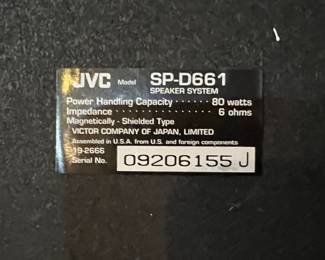 JVC Model SP-D661
SPEAKER SYSTEM
Power Handling Capacity ······ 80 watts
Impedance ·················· 6 ohms
Magnetically - Shielded Type
VICTOR COMPANY OF JAPAN, LIMITED
Assembled in U.S.A. from U.S. and foreign components
19-2666
Serial No. 09206155 J